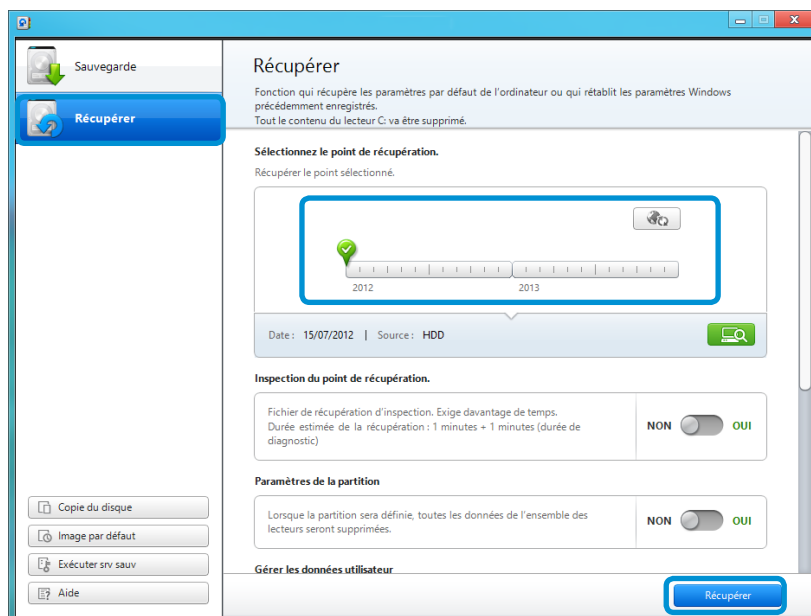 Sauvegarde
Récupérer
Récupérer
Fonction qui récupère les paramètres par défaut de l'ordinateur ou qui rétablit les paramètres Windows
précédemment enregistrés.
Tout le contenu du lecteur C: va être supprimé.
Sélectionnez le point de récupération.
Récupérer le point sélectionné.
2012 2013
Date : 15/07/2012 | Source : HDD
Inspection du point de récupération.
Fichier de récupération d'inspection. Exige davantage de temps.
Durée estimée de la récupération : 1 minutes + 1 minutes (durée de
diagnostic)
NON OUI
Paramètres de la partition
Lorsque la partition sera définie, toutes les données de l'ensemble des
lecteurs seront supprimées.
NON OUI
Gérer les données utilisateur
Copie du disque
Image par défaut
Exécuter srv sauv
Aide
Récupérer